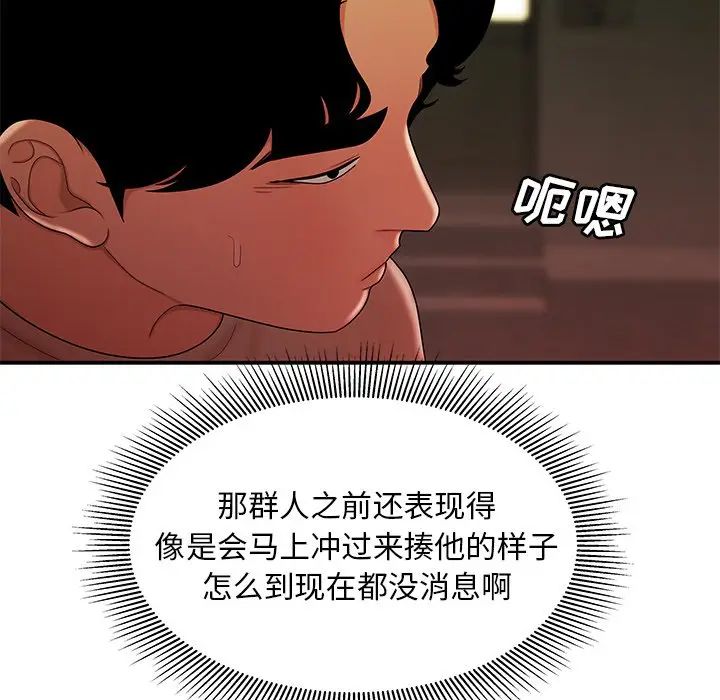 呃嗯
那群人之前还表现得
像是会马上冲过来揍他的样子
怎么到现在都没消息啊